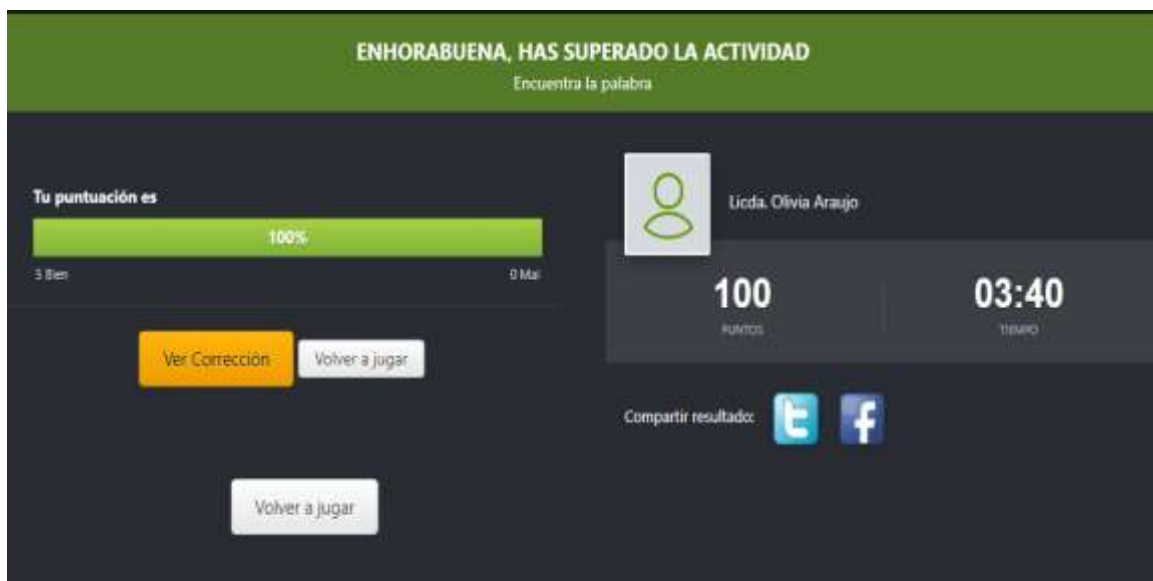 ENHORABUENA, HAS SUPERADO LA ACTIVIDAD
Encuentra la palabra
Tu puntuación es
100%
5 Bien
0 Mal
Ver Corrección
Volver a jugar
Volver a jugar
Licda. Olivia Araujo
100
PUNTOS
03:40
TIEMPO
Compartir resultado: